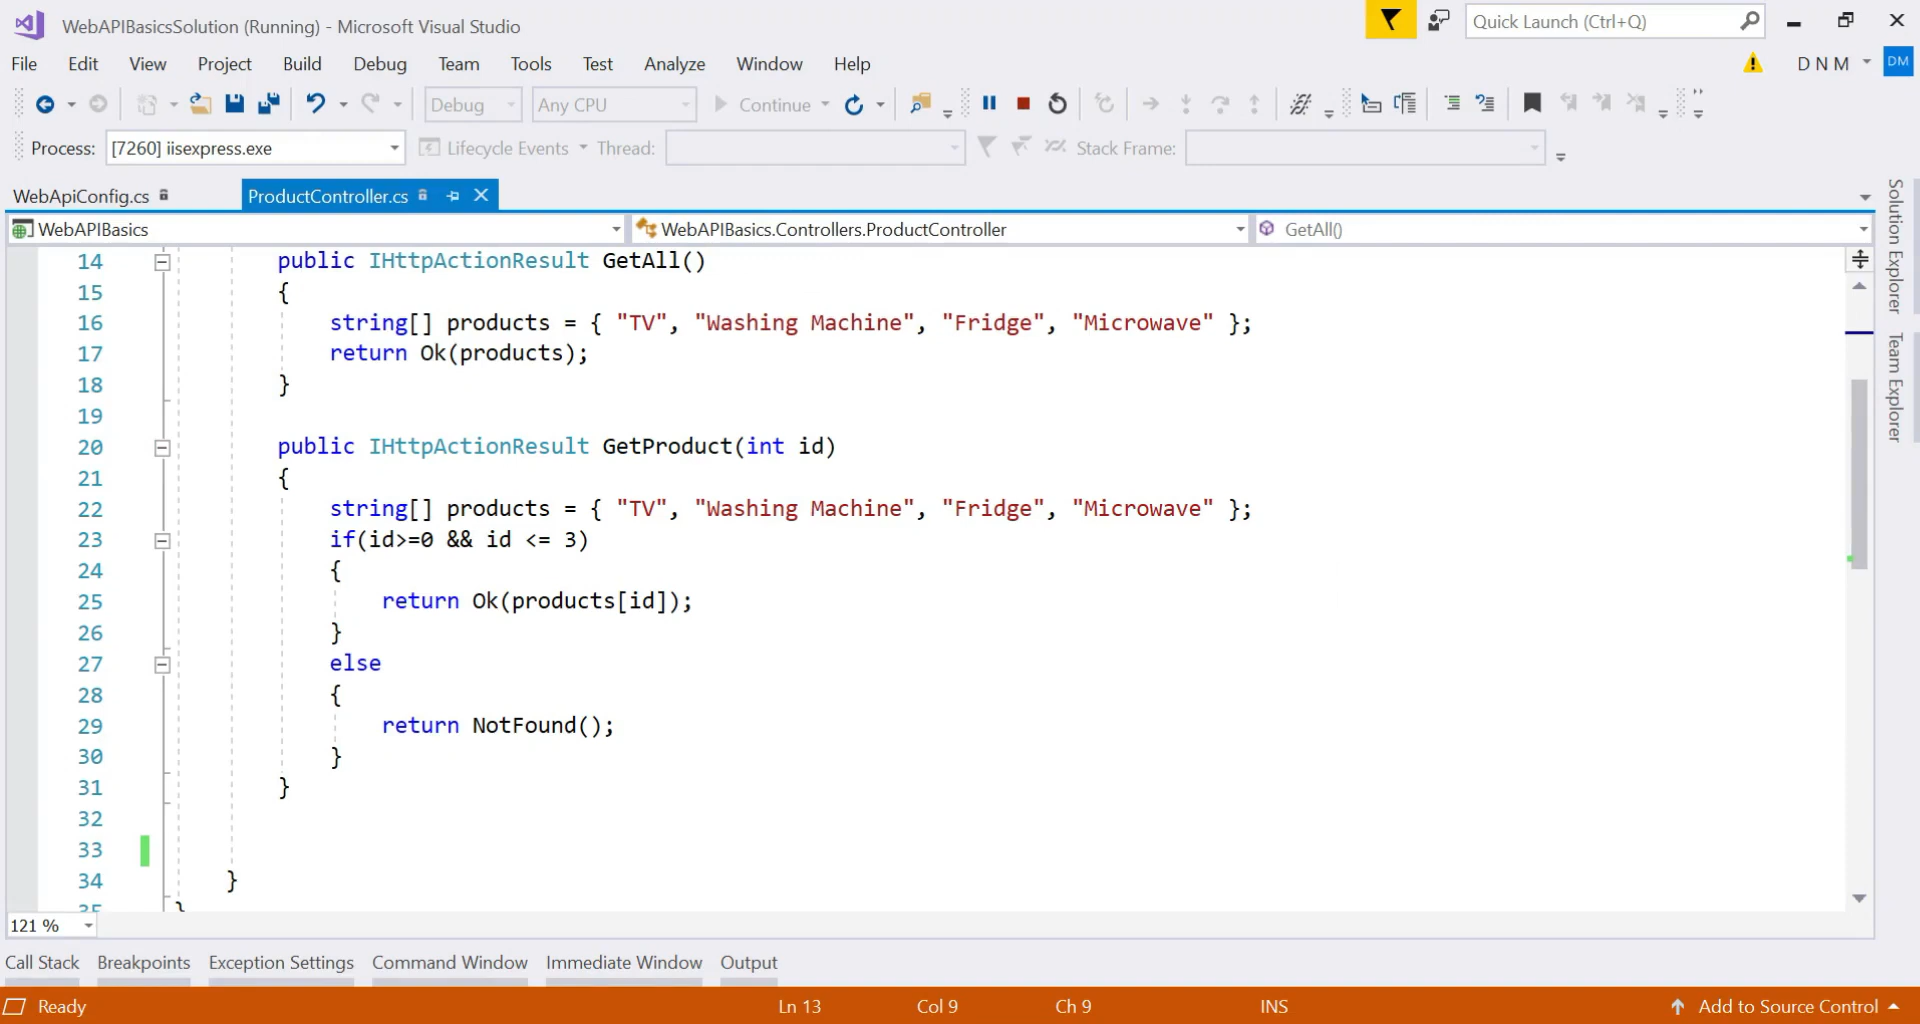 WebAPIBasicsSolution (Running) - Microsoft Visual Studio
Quick Launch (Ctrl+Q)
File Edit View Project Build Debug Team Tools Test Analyze Window Help
D N M DM
Debug Any CPU Continue
Process: [7260] iisexpress.exe Lifecycle Events Thread: Stack Frame:
WebApiConfig.cs ProductController.cs
WebAPIBasics WebAPIBasics.Controllers.ProductController GetAll()
14 public IHttpActionResult GetAll()
15 {
16 string[] products = { "TV", "Washing Machine", "Fridge", "Microwave" };
17 return Ok(products);
18 }
19
20 public IHttpActionResult GetProduct(int id)
21 {
22 string[] products = { "TV", "Washing Machine", "Fridge", "Microwave" };
23 if(id>=0 && id <= 3)
24 {
25 return Ok(products[id]);
26 }
27 else
28 {
29 return NotFound();
30 }
31 }
32
33
34 }
35 }
121 %
Solution Explorer
Team Explorer
Call Stack Breakpoints Exception Settings Command Window Immediate Window Output
Ready Ln 13 Col 9 Ch 9 INS Add to Source Control